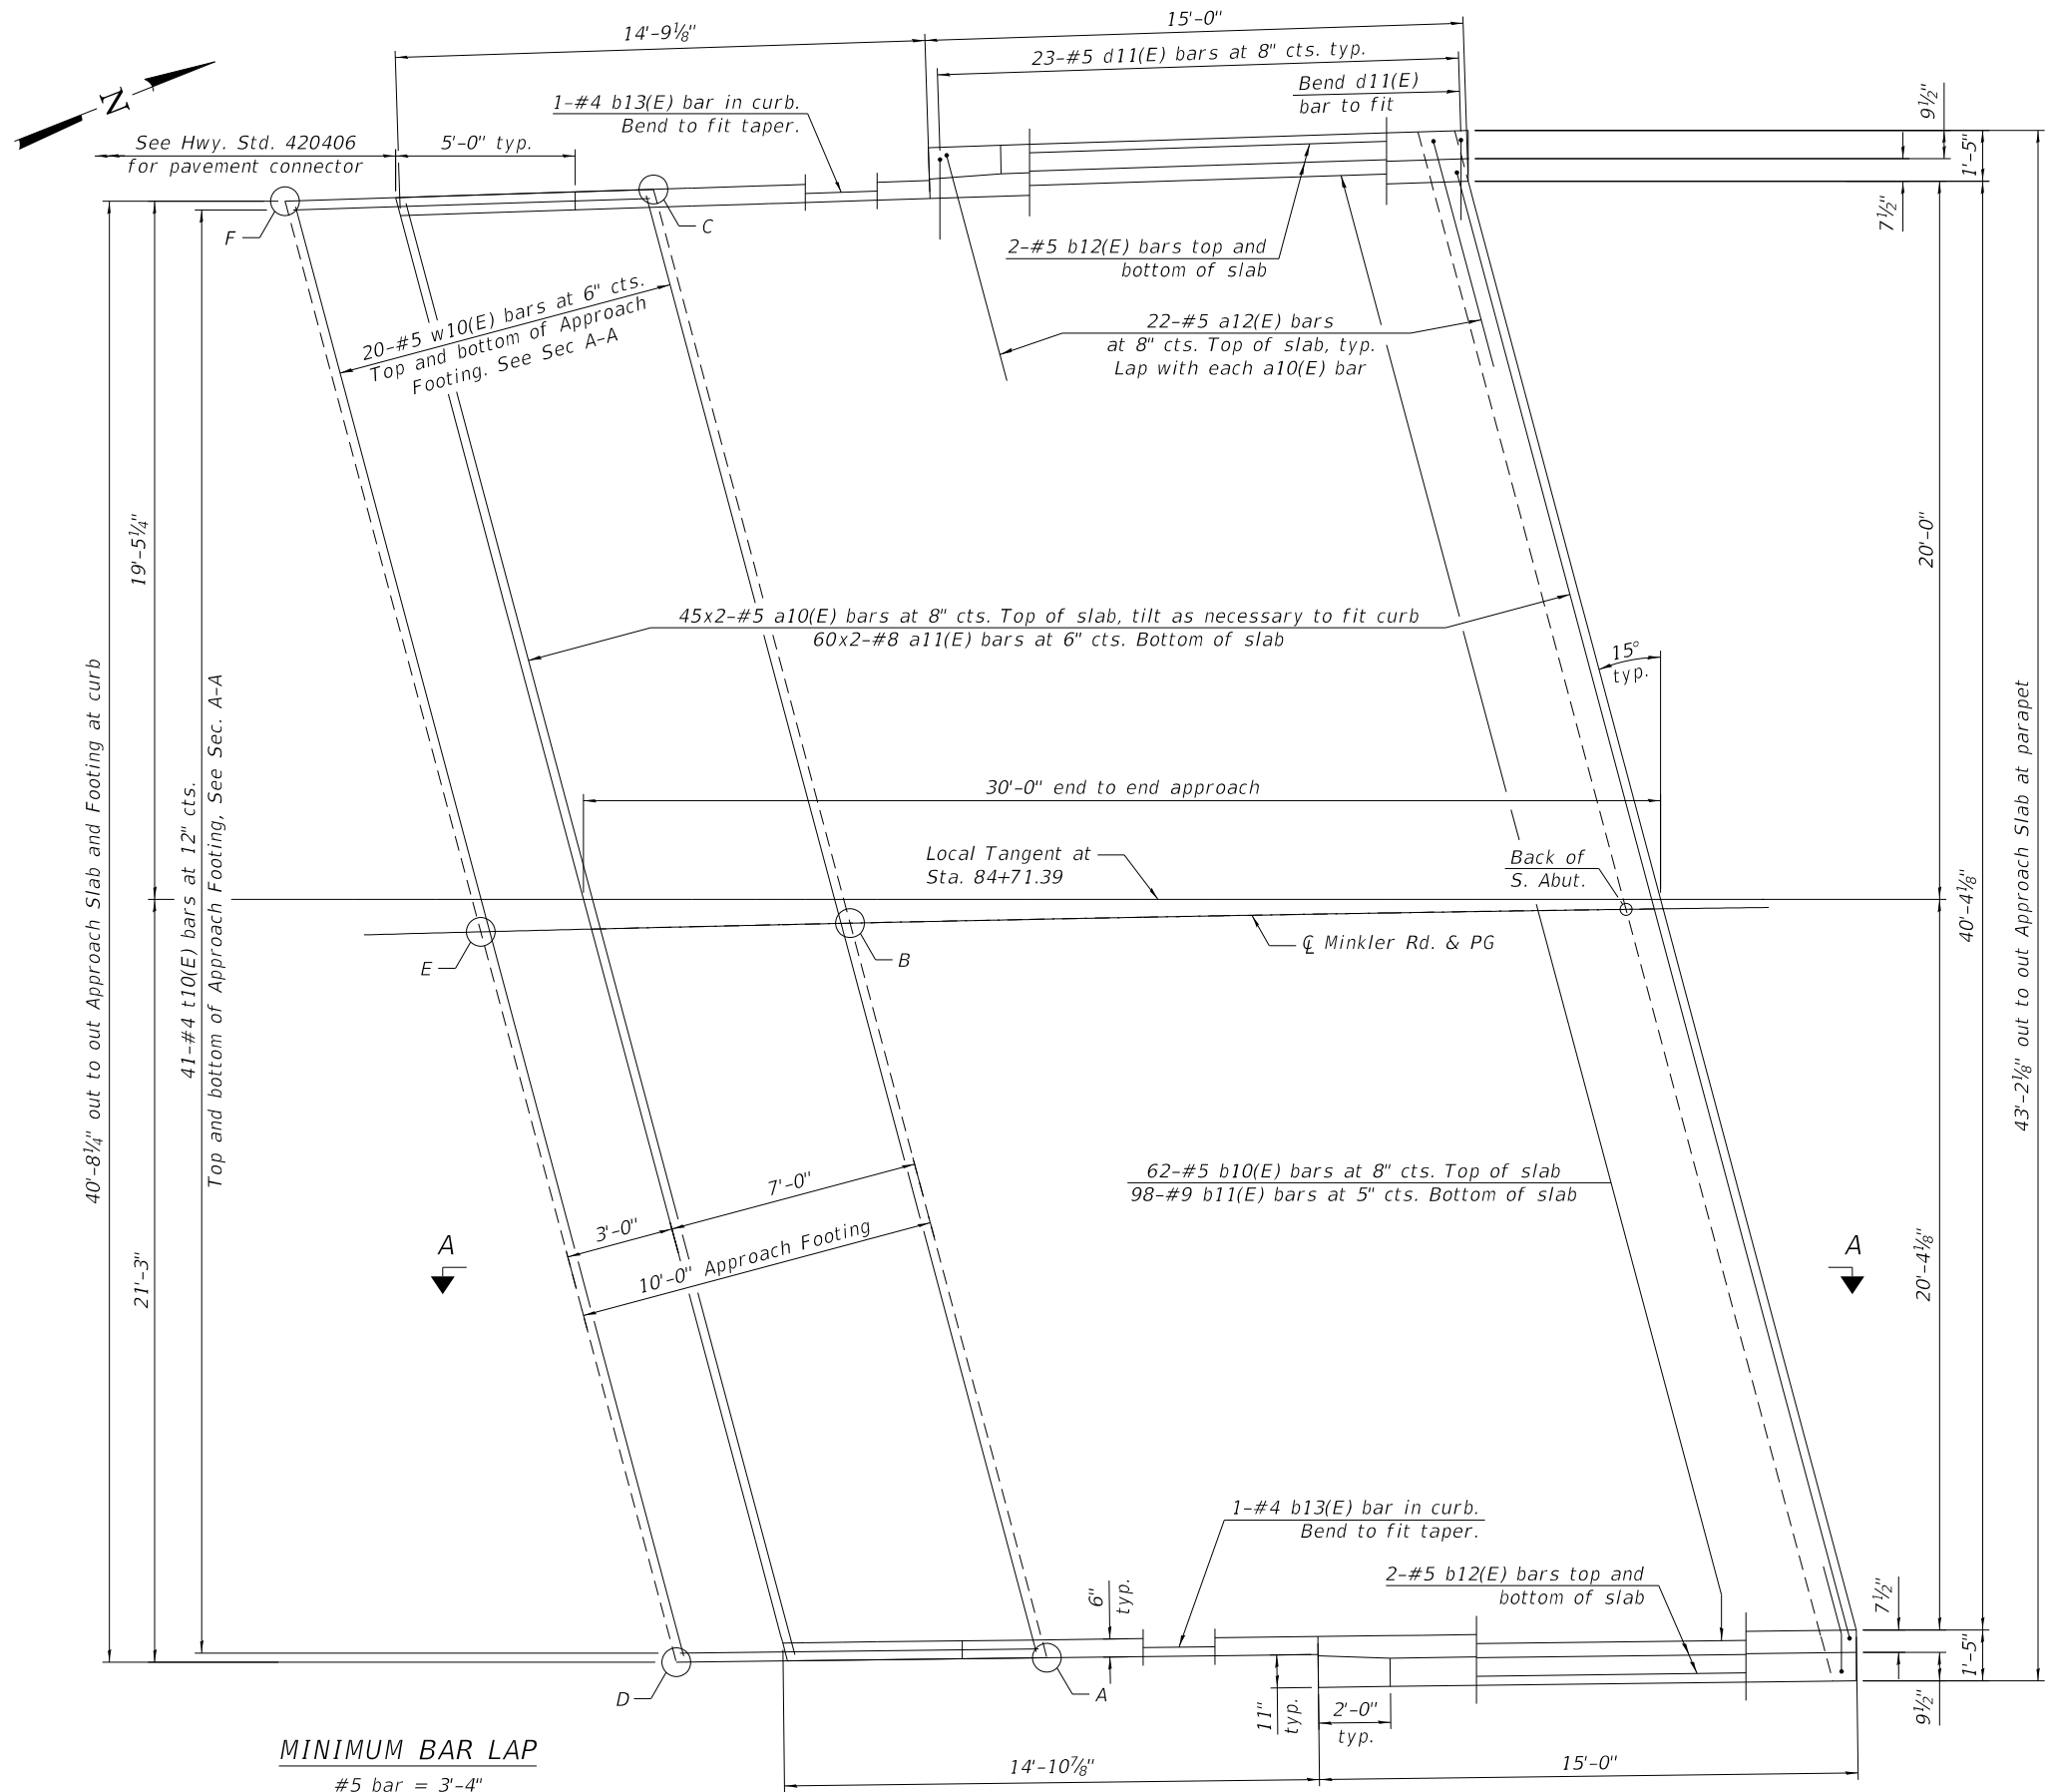 14'-9⅛"
15'-0"
23-#5 d11(E) bars at 8" cts. typ.
Bend d11(E)
bar to fit
1-#4 b13(E) bar in curb.
Bend to fit taper.
N
See Hwy. Std. 420406
for pavement connector
5'-0" typ.
9½"
1'-5"
7½"
F
C
2-#5 b12(E) bars top and
bottom of slab
20-#5 w10(E) bars at 6" cts.
Top and bottom of Approach
Footing. See Sec A-A
22-#5 a12(E) bars
at 8" cts. Top of slab, typ.
Lap with each a10(E) bar
19'-5¼"
20'-0"
45x2-#5 a10(E) bars at 8" cts. Top of slab, tilt as necessary to fit curb
60x2-#8 a11(E) bars at 6" cts. Bottom of slab
15°
typ.
40'-8¼" out to out Approach Slab and Footing at curb
41-#4 t10(E) bars at 12" cts.
Top and bottom of Approach Footing, See Sec. A-A
30'-0" end to end approach
Local Tangent at
Sta. 84+71.39
Back of
S. Abut.
40'-4⅛"
43'-2⅛" out to out Approach Slab at parapet
E
B
℄ Minkler Rd. & PG
62-#5 b10(E) bars at 8" cts. Top of slab
98-#9 b11(E) bars at 5" cts. Bottom of slab
7'-0"
3'-0"
10'-0" Approach Footing
A
A
21'-3"
20'-4⅛"
1-#4 b13(E) bar in curb.
Bend to fit taper.
2-#5 b12(E) bars top and
bottom of slab
6"
typ.
7½"
1'-5"
9½"
D
A
11"
typ.
2'-0"
typ.
MINIMUM BAR LAP
#5 bar = 3'-4"
14'-10⅞"
15'-0"